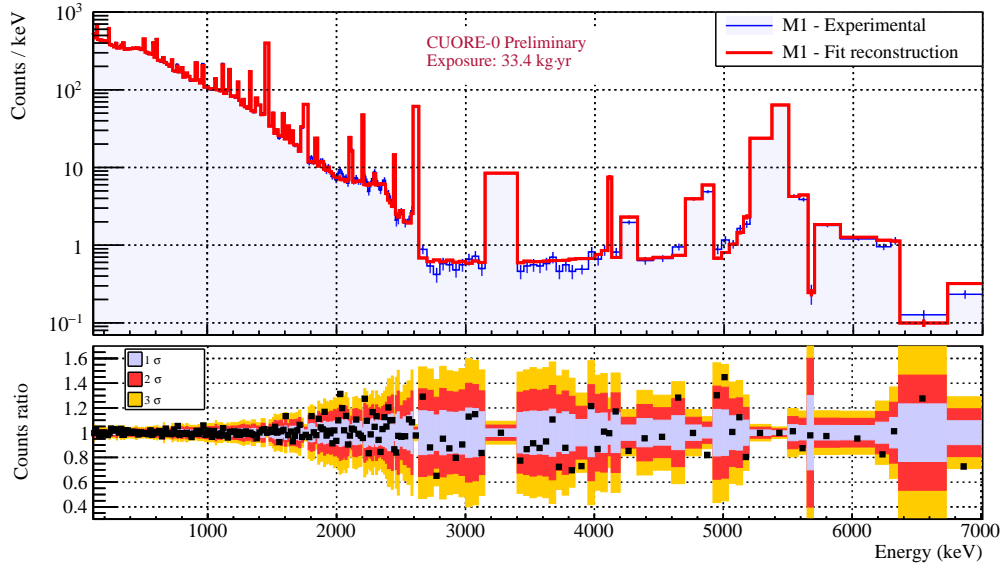 Counts / keV
10³
10²
10
1
10⁻¹
CUORE-0 Preliminary
Exposure: 33.4 kg·yr
M1 - Experimental
M1 - Fit reconstruction
Counts ratio
1.6
1.4
1.2
1.0
0.8
0.6
0.4
1 σ
2 σ
3 σ
1000 2000 3000 4000 5000 6000 7000
Energy (keV)